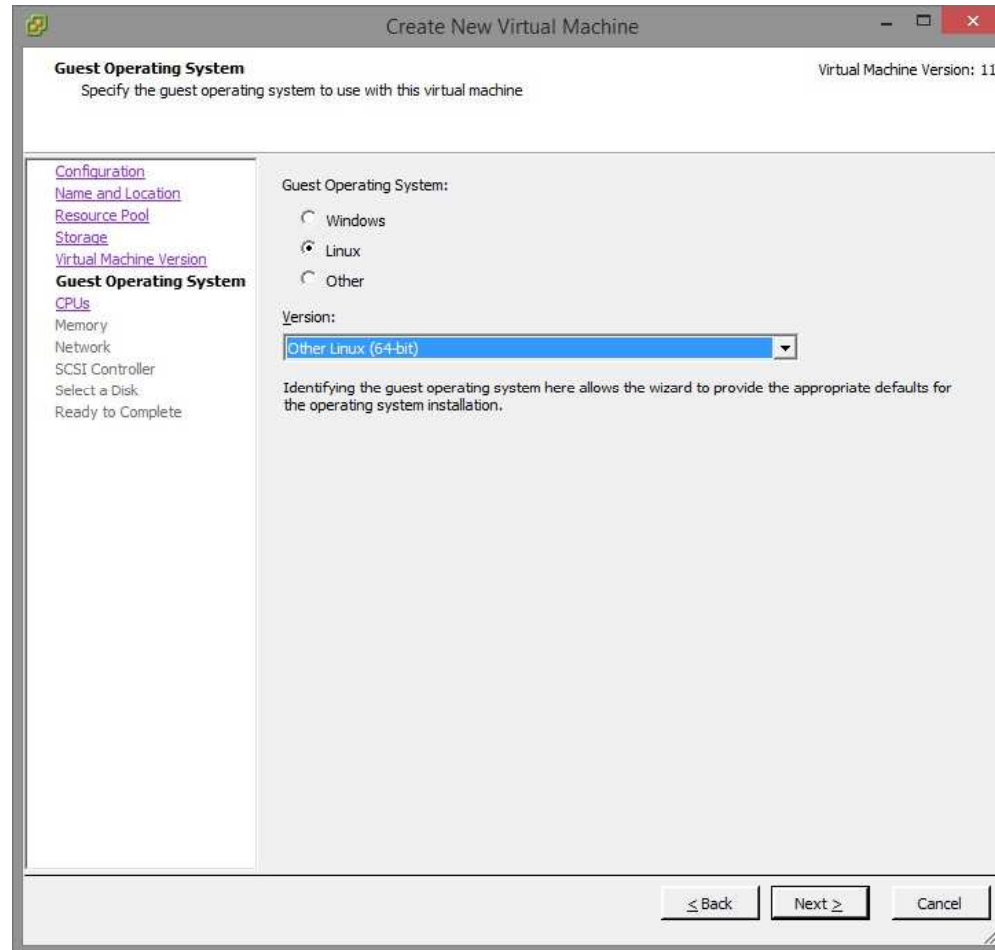 Create New Virtual Machine
Guest Operating System
Virtual Machine Version: 11
Specify the guest operating system to use with this virtual machine
Configuration
Name and Location
Resource Pool
Storage
Virtual Machine Version
Guest Operating System
CPUs
Memory
Network
SCSI Controller
Select a Disk
Ready to Complete
Guest Operating System:
Windows
Linux
Other
Version:
Other Linux (64-bit)
Identifying the guest operating system here allows the wizard to provide the appropriate defaults for
the operating system installation.
≤ Back
Next ≥
Cancel